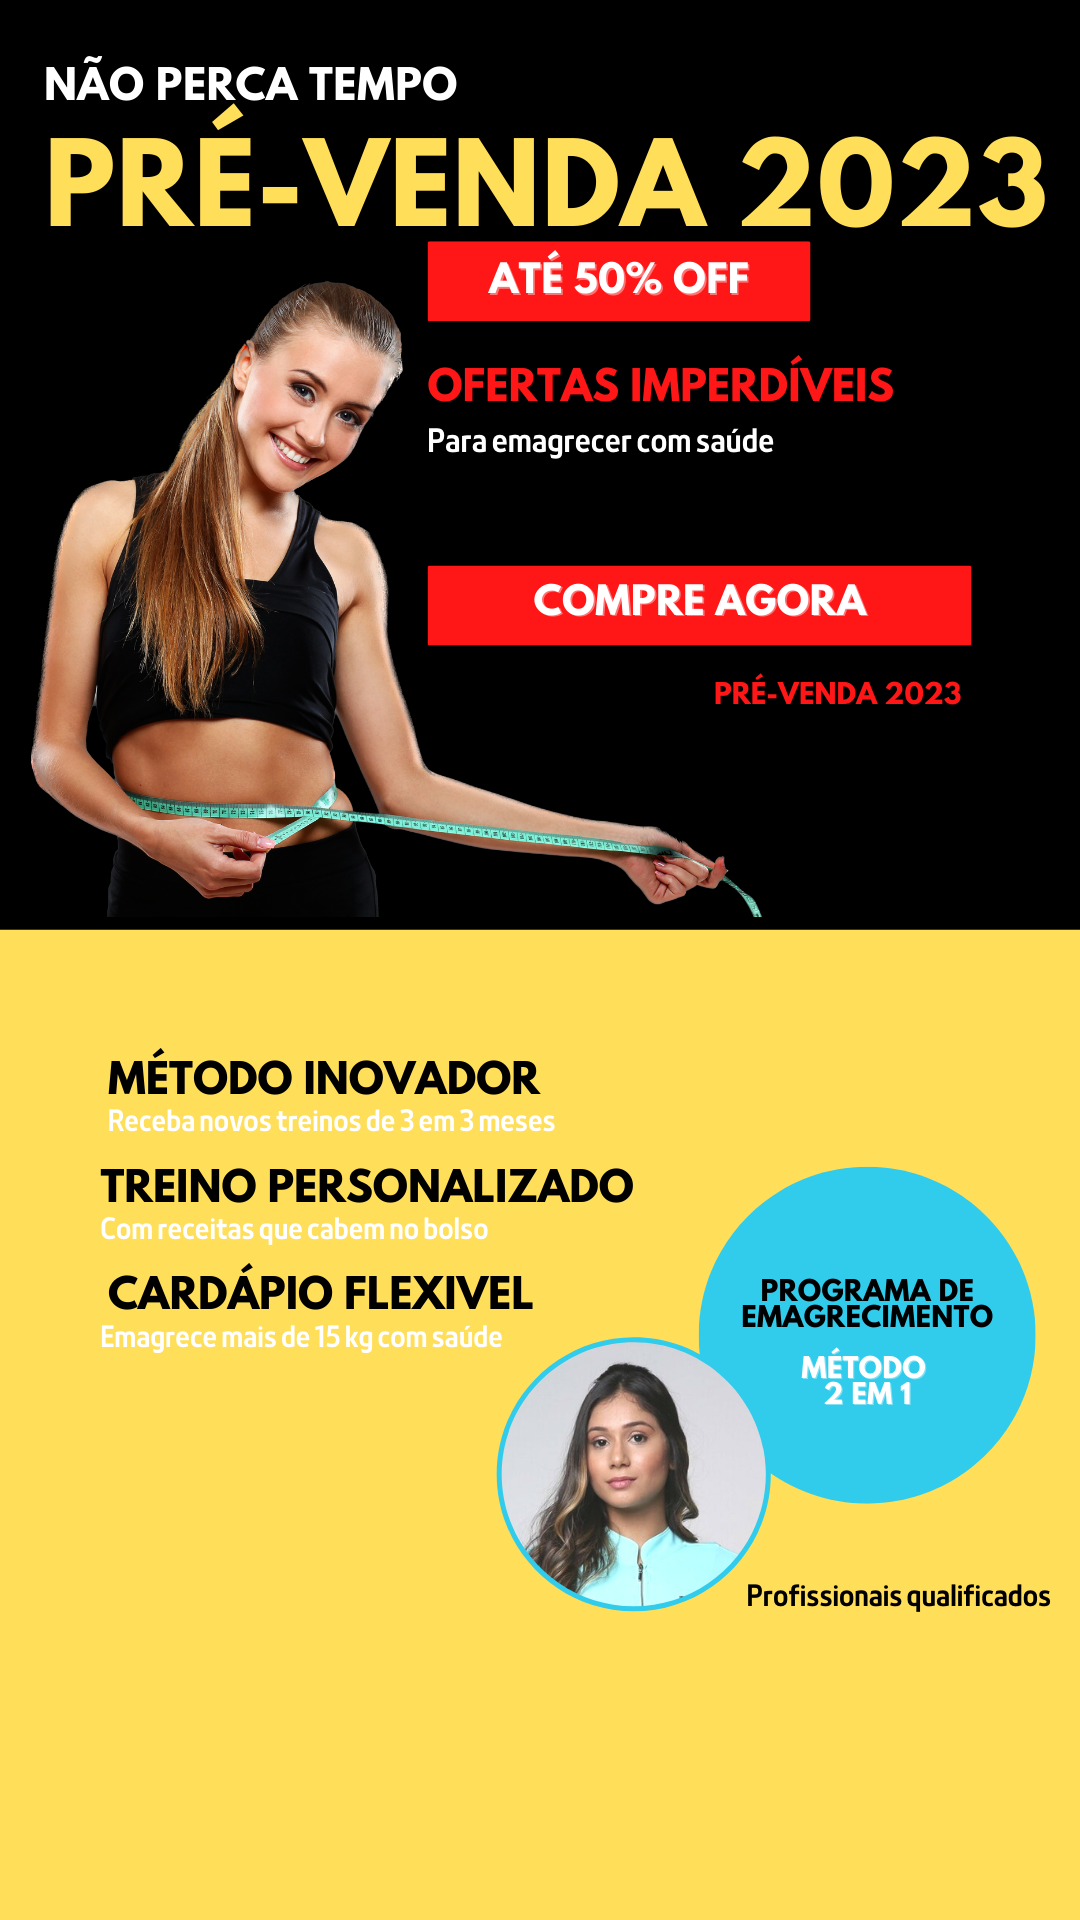 NÃO PERCA TEMPO
PRÉ-VENDA 2023
ATÉ 50% OFF
OFERTAS IMPERDÍVEIS
Para emagrecer com saúde
COMPRE AGORA
PRÉ-VENDA 2023
MÉTODO INOVADOR
Receba novos treinos de 3 em 3 meses
TREINO PERSONALIZADO
Com receitas que cabem no bolso
CARDÁPIO FLEXIVEL
Emagrece mais de 15 kg com saúde
PROGRAMA DE
EMAGRECIMENTO
MÉTODO
2 EM 1
Profissionais qualificados